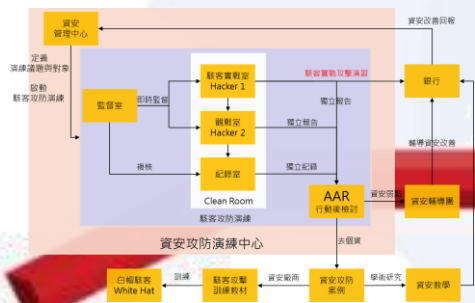 資安
管理中心
資安改善回報
定義
演練議題與對象
啟動
駭客攻防演練
監督室
即時監督
駭客實戰室
Hacker 1
駭客實戰攻擊演習
銀行
獨立報告
觀戰室
Hacker 2
獨立報告
輔導資安改善
複核
紀錄室
獨立紀錄
Clean Room
AAR
行動後檢討
資安弱點
資安輔導團
駭客攻防演練
資安攻防演練中心
去個資
白帽駭客
White Hat
訓練
駭客攻擊
訓練教材
資安廠商
資安攻防
案例
學術研究
資安教學